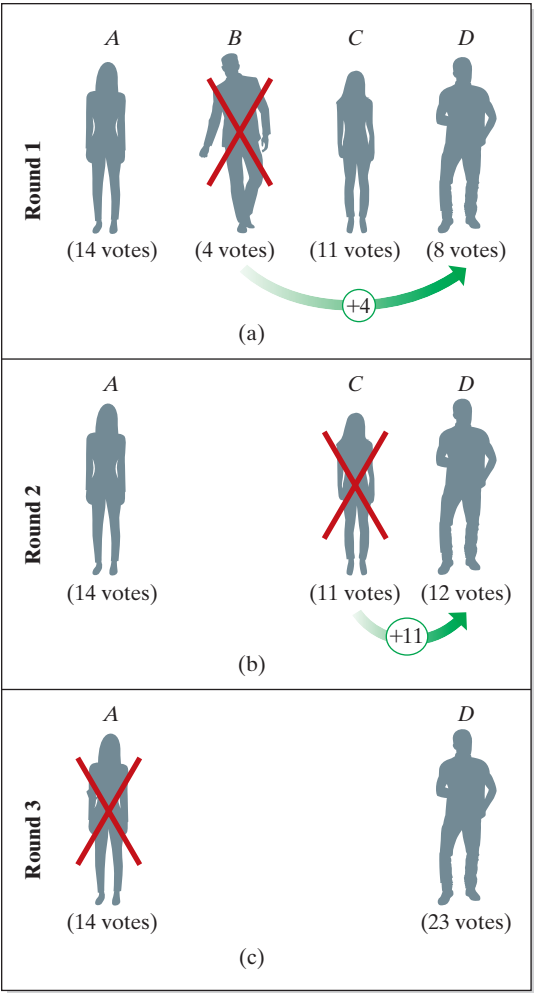 A B C D
Round 1
(14 votes) (4 votes) (11 votes) (8 votes)
+4
(a)
A C D
Round 2
(14 votes) (11 votes) (12 votes)
+11
(b)
A D
Round 3
(14 votes) (23 votes)
(c)